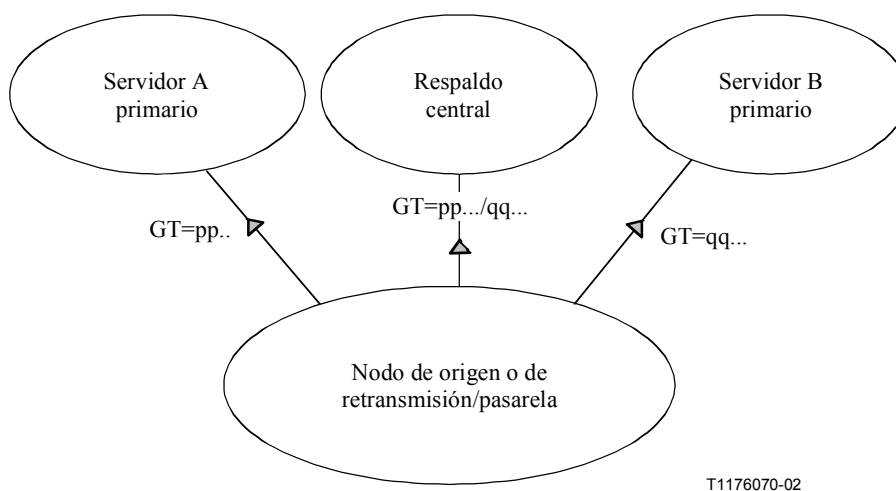 Servidor A
primario
Respaldo
central
Servidor B
primario
GT=pp..
GT=pp.../qq...
GT=qq...
Nodo de origen o de
retransmisión/pasarela
T1176070-02